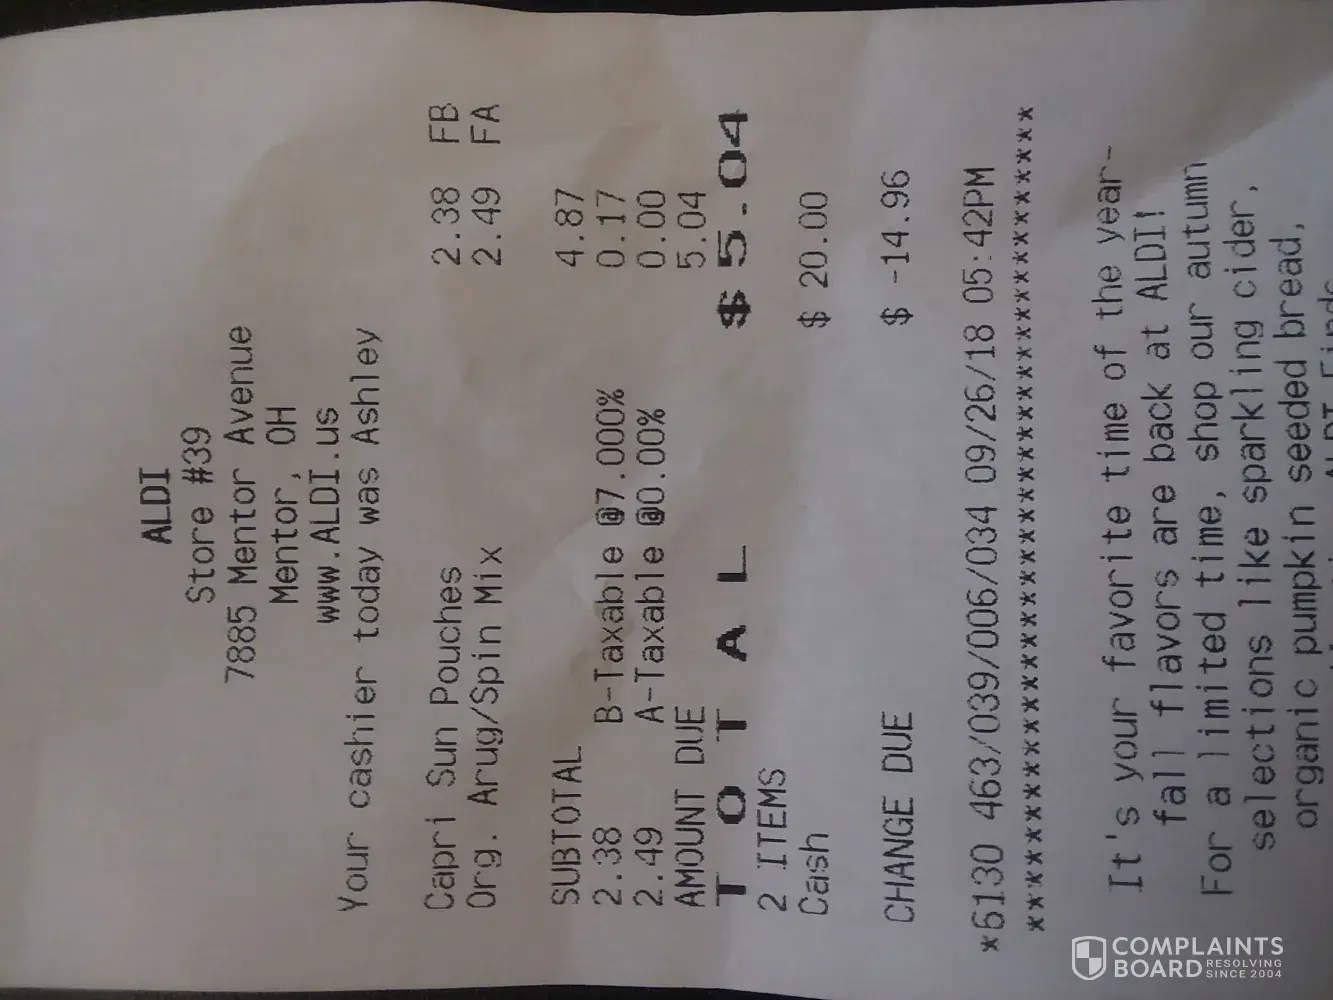 ALDI
Store #39
7885 Mentor Avenue
Mentor, OH
www.ALDI.us
Your cashier today was Ashley
Capri Sun Pouches 2.38 FB
Org. Arug/Spin Mix 2.49 FA
SUBTOTAL 4.87
2.38 B-Taxable @7.000% 0.17
2.49 A-Taxable @0.00% 0.00
AMOUNT DUE 5.04
T O T A L $ 5.04
2 ITEMS
Cash $ 20.00
CHANGE DUE $ -14.96
*6130 463/039/006/034 09/26/18 05:42PM
****************************************
It's your favorite time of the year-
fall flavors are back at ALDI!
For a limited time, shop our autumn
selections like sparkling cider,
organic pumpkin seeded bread,
ALDI Finds
COMPLAINTS
BOARD RESOLVING
SINCE 2004